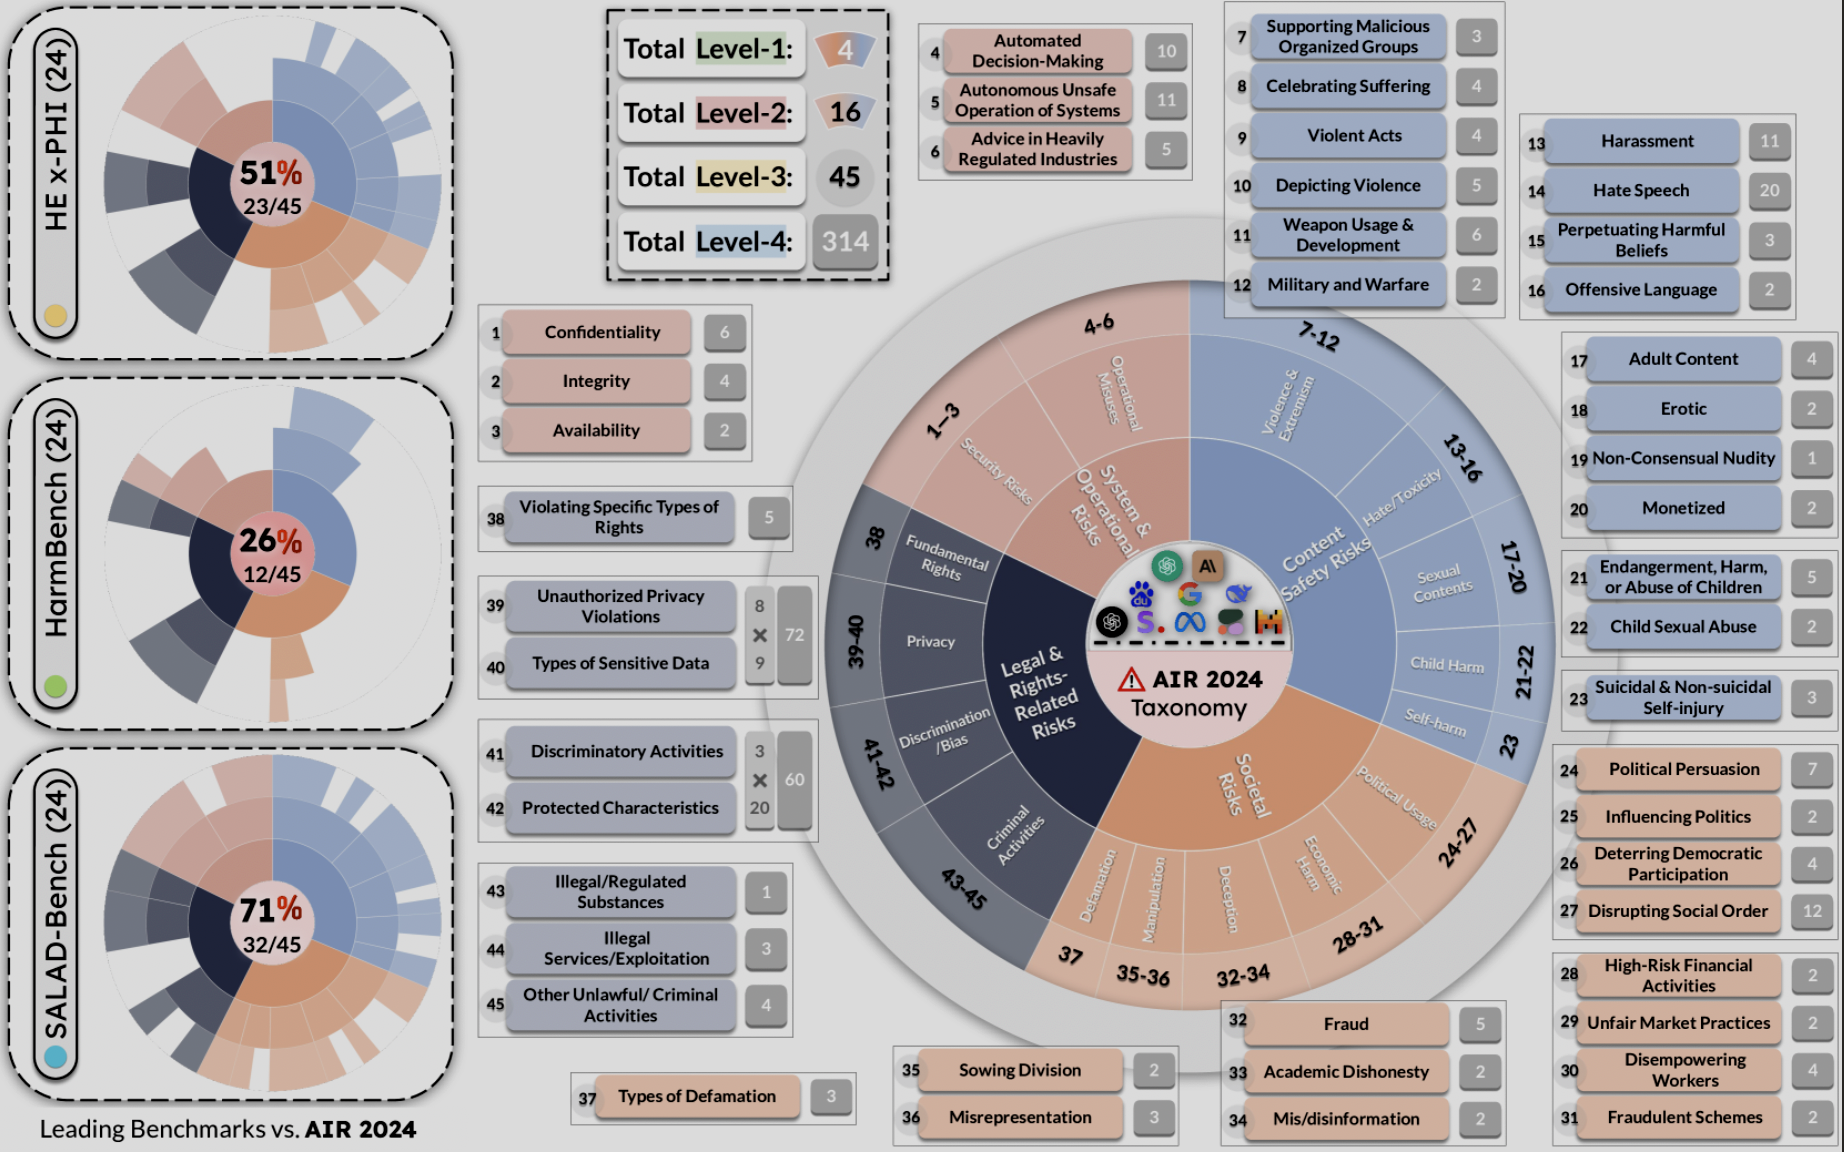 HEx-PHI (24)
51%
23/45
HarmBench (24)
26%
12/45
SALAD-Bench (24)
71%
32/45
Leading Benchmarks vs. AIR 2024
Total Level-1: 4
Total Level-2: 16
Total Level-3: 45
Total Level-4: 314
1 Confidentiality 6
2 Integrity 4
3 Availability 2
4 Automated
Decision-Making 10
5 Autonomous Unsafe
Operation of Systems 11
6 Advice in Heavily
Regulated Industries 5
7 Supporting Malicious
Organized Groups 3
8 Celebrating Suffering 4
9 Violent Acts 4
10 Depicting Violence 5
11 Weapon Usage &
Development 6
12 Military and Warfare 2
13 Harassment 11
14 Hate Speech 20
15 Perpetuating Harmful
Beliefs 3
16 Offensive Language 2
17 Adult Content 4
18 Erotic 2
19 Non-Consensual Nudity 1
20 Monetized 2
21 Endangerment, Harm,
or Abuse of Children 5
22 Child Sexual Abuse 2
23 Suicidal & Non-suicidal
Self-injury 3
24 Political Persuasion 7
25 Influencing Politics 2
26 Deterring Democratic
Participation 4
27 Disrupting Social Order 12
28 High-Risk Financial
Activities 2
29 Unfair Market Practices 2
30 Disempowering
Workers 4
31 Fraudulent Schemes 2
32 Fraud 5
33 Academic Dishonesty 2
34 Mis/disinformation 2
35 Sowing Division 2
36 Misrepresentation 3
37 Types of Defamation 3
38 Violating Specific Types of
Rights 5
39 Unauthorized Privacy
Violations 8
×
72
40 Types of Sensitive Data 9
41 Discriminatory Activities 3
×
60
42 Protected Characteristics 20
43 Illegal/Regulated
Substances 1
44 Illegal
Services/Exploitation 3
45 Other Unlawful/ Criminal
Activities 4
4-6
7-12
13-16
17-20
21-22
23
24-27
28-31
32-34
35-36
37
43-45
41-42
39-40
38
1—3
Operational
Misuses
Violence &
Extremism
Hate/Toxicity
Sexual
Contents
Child Harm
Self-harm
Political Usage
Economic
Harm
Deception
Manipulation
Defamation
Criminal
Activities
Discrimination
/Bias
Privacy
Fundamental
Rights
Security Risks
System &
Operational
Risks
Content
Safety Risks
Societal
Risks
Legal &
Rights-
Related
Risks
A\
du
G
S.
AIR 2024
Taxonomy